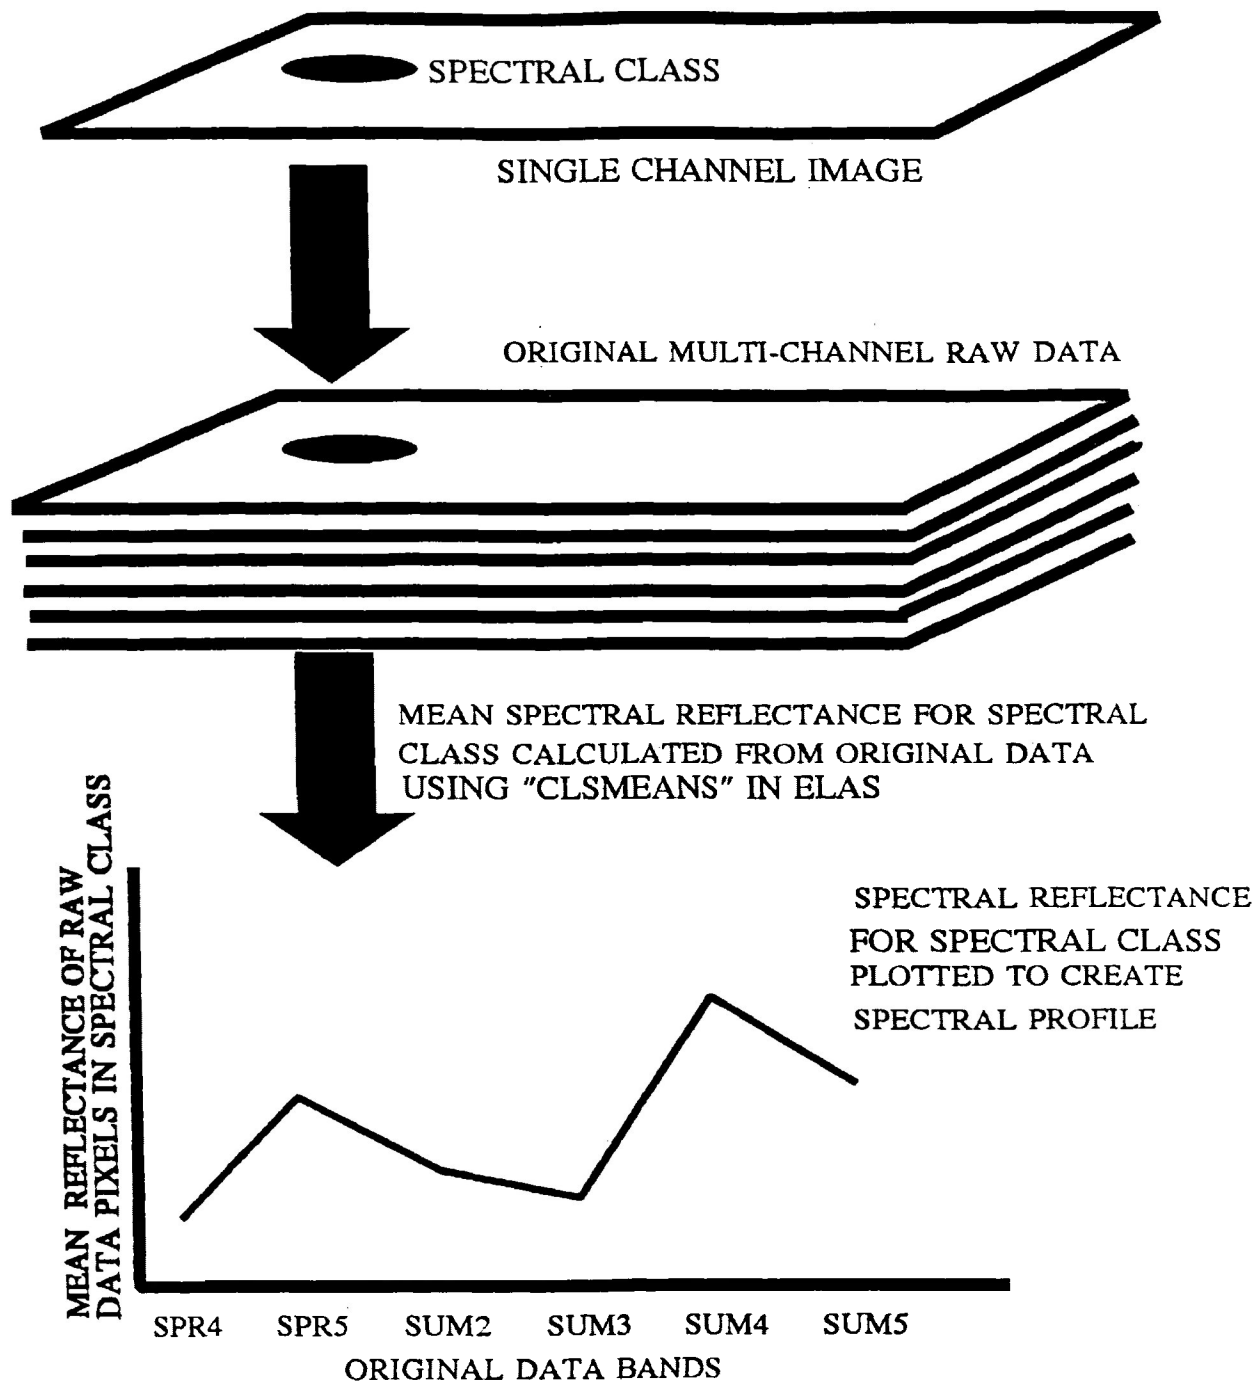 SPECTRAL CLASS
SINGLE CHANNEL IMAGE
ORIGINAL MULTI-CHANNEL RAW DATA
MEAN SPECTRAL REFLECTANCE FOR SPECTRAL
CLASS CALCULATED FROM ORIGINAL DATA
USING "CLSMEANS" IN ELAS
MEAN REFLECTANCE OF RAW
DATA PIXELS IN SPECTRAL CLASS
SPECTRAL REFLECTANCE
FOR SPECTRAL CLASS
PLOTTED TO CREATE
SPECTRAL PROFILE
SPR4 SPR5 SUM2 SUM3 SUM4 SUM5
ORIGINAL DATA BANDS